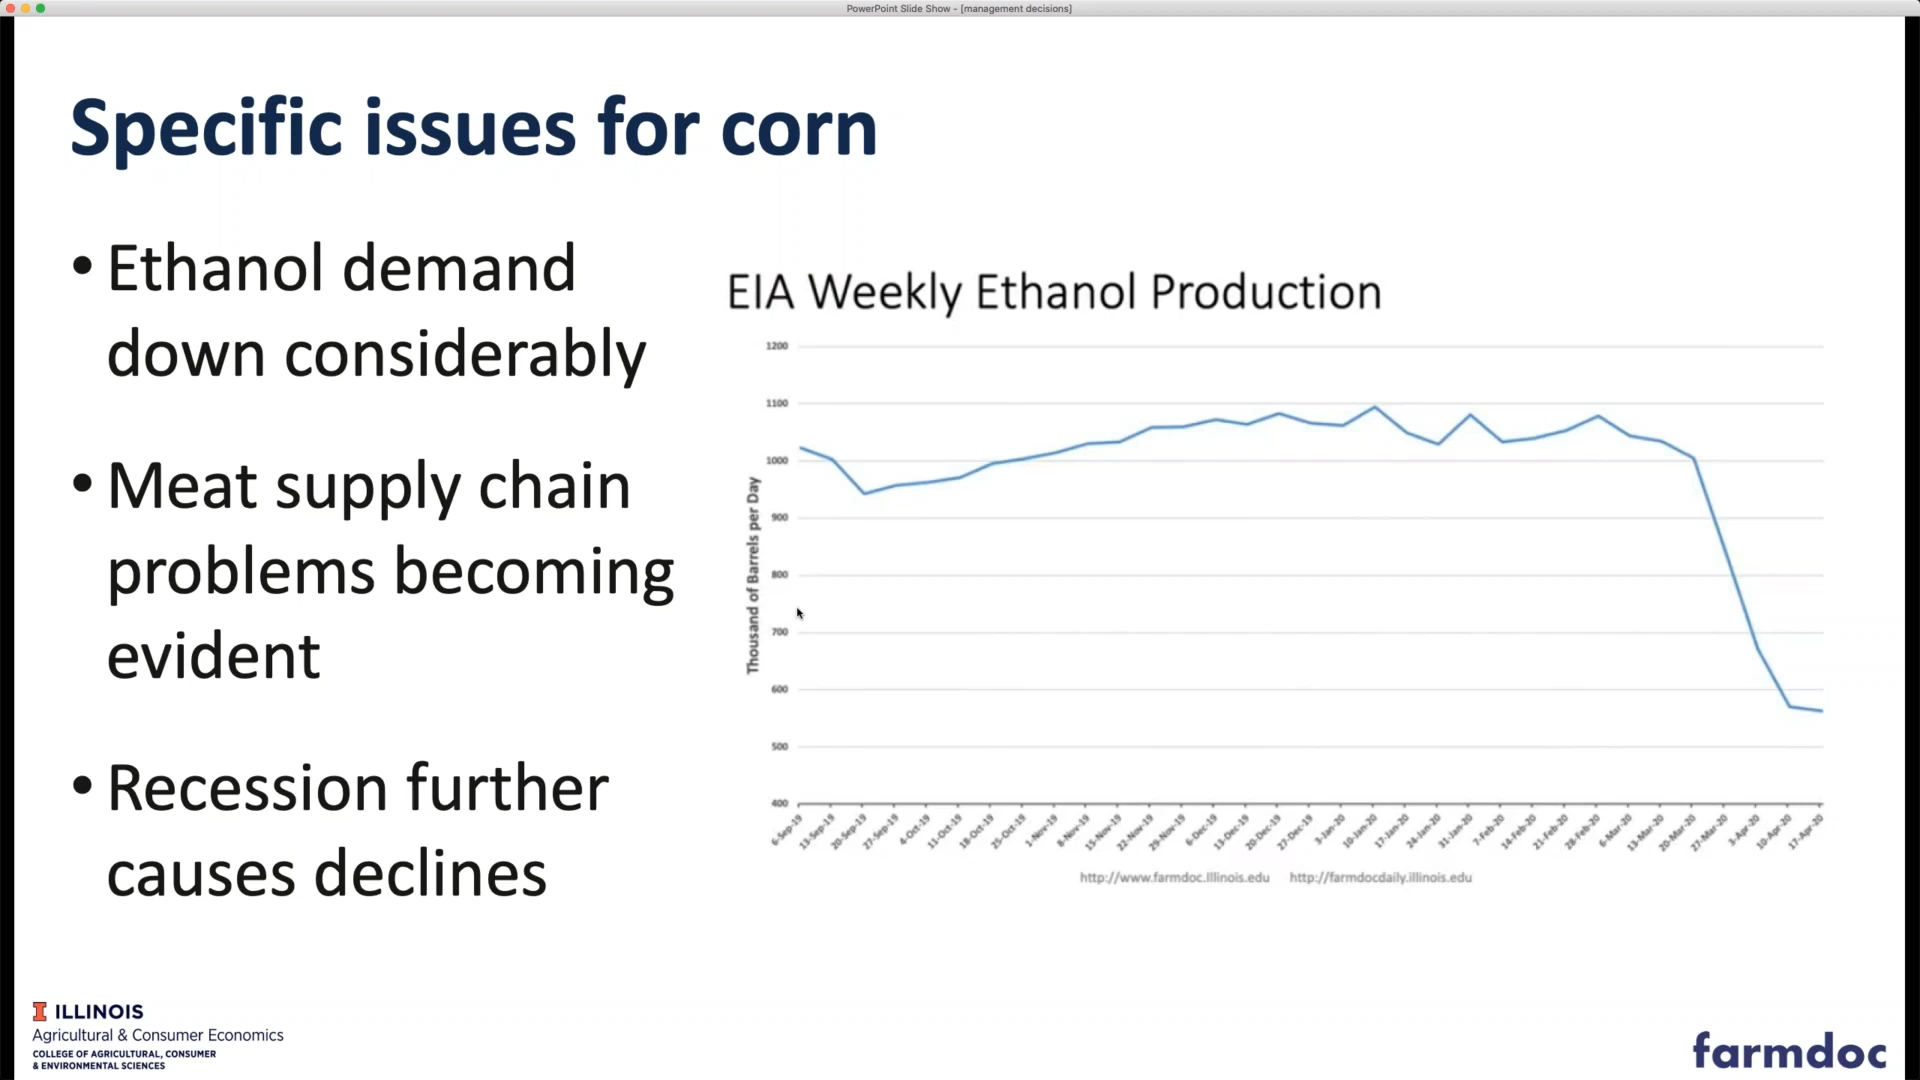 PowerPoint Slide Show - [management decisions]
Specific issues for corn
• Ethanol demand
down considerably
• Meat supply chain
problems becoming
evident
• Recession further
causes declines
EIA Weekly Ethanol Production
Thousand of Barrels per Day
1200
1100
1000
900
800
700
600
500
400
6-Sep-19
13-Sep-19
20-Sep-19
27-Sep-19
4-Oct-19
11-Oct-19
18-Oct-19
25-Oct-19
1-Nov-19
8-Nov-19
15-Nov-19
22-Nov-19
29-Nov-19
6-Dec-19
13-Dec-19
20-Dec-19
27-Dec-19
3-Jan-20
10-Jan-20
17-Jan-20
24-Jan-20
31-Jan-20
7-Feb-20
14-Feb-20
21-Feb-20
28-Feb-20
6-Mar-20
13-Mar-20
20-Mar-20
27-Mar-20
3-Apr-20
10-Apr-20
17-Apr-20
http://www.farmdoc.Illinois.edu http://farmdocdaily.illinois.edu
I ILLINOIS
Agricultural & Consumer Economics
COLLEGE OF AGRICULTURAL, CONSUMER
& ENVIRONMENTAL SCIENCES
farmdoc